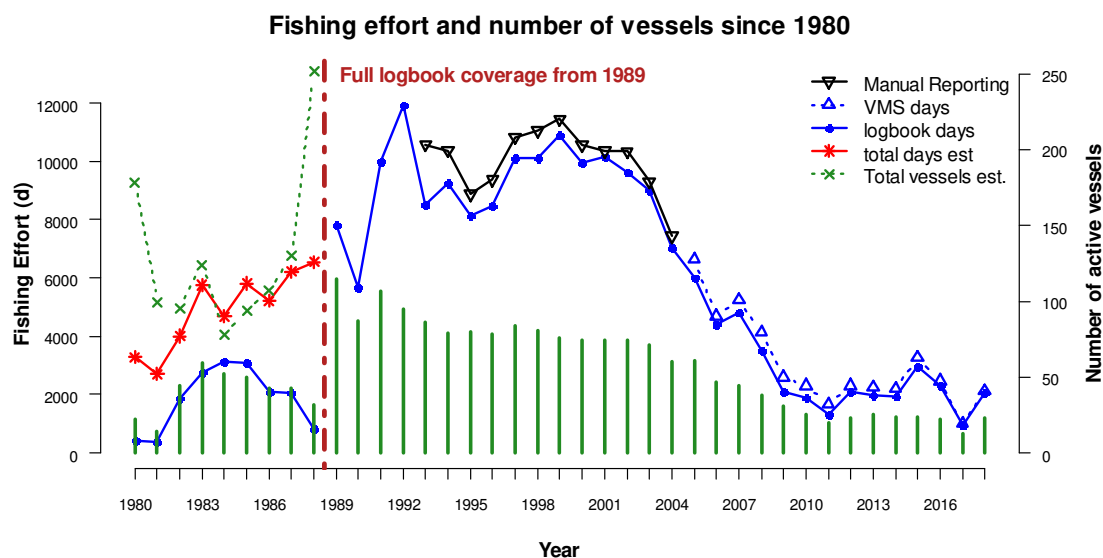 Fishing effort and number of vessels since 1980
Full logbook coverage from 1989
Manual Reporting
VMS days
logbook days
total days est
Total vessels est.
Fishing Effort (d)
12000
10000
8000
6000
4000
2000
0
Number of active vessels
250
200
150
100
50
0
1980 1983 1986 1989 1992 1995 1998 2001 2004 2007 2010 2013 2016
Year